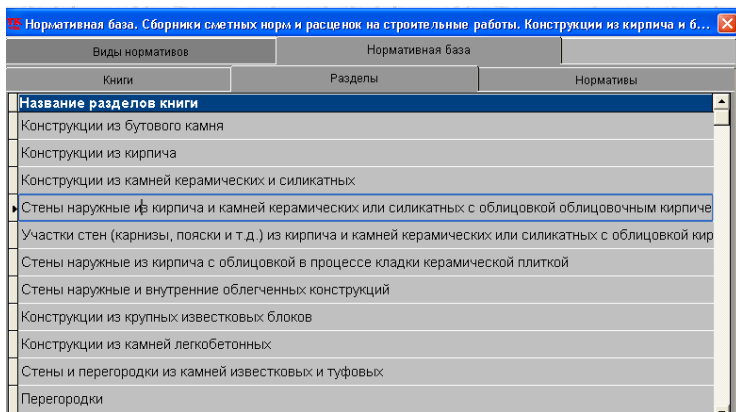 Нормативная база. Сборники сметных норм и расценок на строительные работы. Конструкции из кирпича и б...
Виды нормативов
Нормативная база
Книги
Разделы
Нормативы
Название разделов книги
Конструкции из бутового камня
Конструкции из кирпича
Конструкции из камней керамических и силикатных
Стены наружные из кирпича и камней керамических или силикатных с облицовкой облицовочным кирпиче
Участки стен (карнизы, пояски и т.д.) из кирпича и камней керамических или силикатных с облицовкой кир
Стены наружные из кирпича с облицовкой в процессе кладки керамической плиткой
Стены наружные и внутренние облегченных конструкций
Конструкции из крупных известковых блоков
Конструкции из камней легкобетонных
Стены и перегородки из камней известковых и туфовых
Перегородки